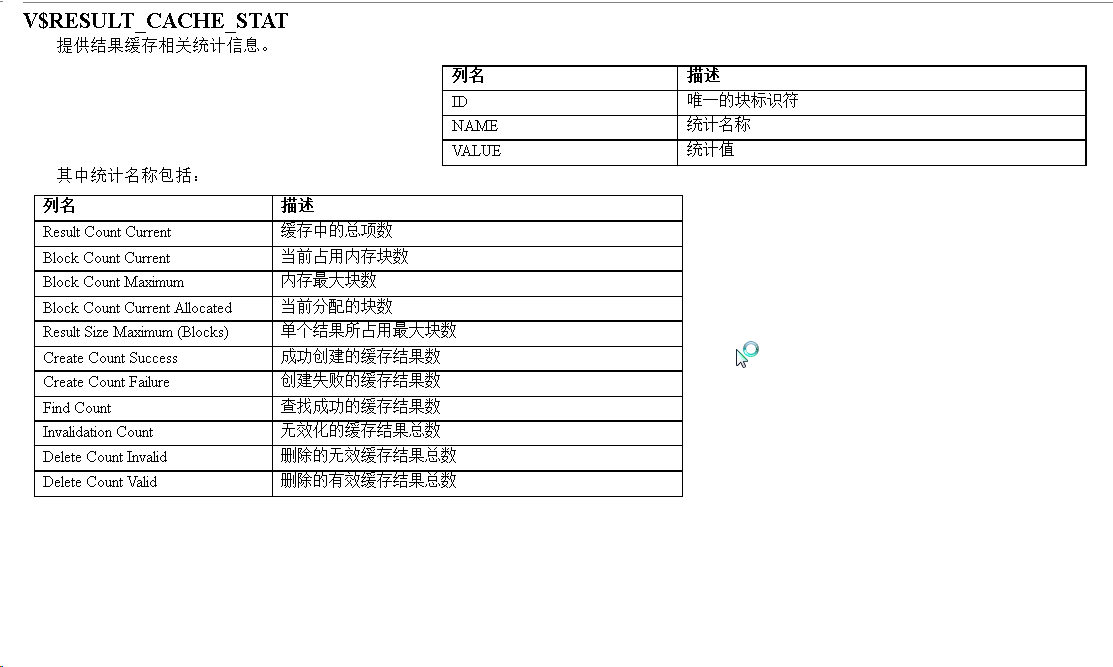 V$RESULT_CACHE_STAT
提供结果缓存相关统计信息。
列名 描述
ID 唯一的块标识符
NAME 统计名称
VALUE 统计值
其中统计名称包括：
列名 描述
Result Count Current 缓存中的总项数
Block Count Current 当前占用内存块数
Block Count Maximum 内存最大块数
Block Count Current Allocated 当前分配的块数
Result Size Maximum (Blocks) 单个结果所占用最大块数
Create Count Success 成功创建的缓存结果数
Create Count Failure 创建失败的缓存结果数
Find Count 查找成功的缓存结果数
Invalidation Count 无效化的缓存结果总数
Delete Count Invalid 删除的无效缓存结果总数
Delete Count Valid 删除的有效缓存结果总数